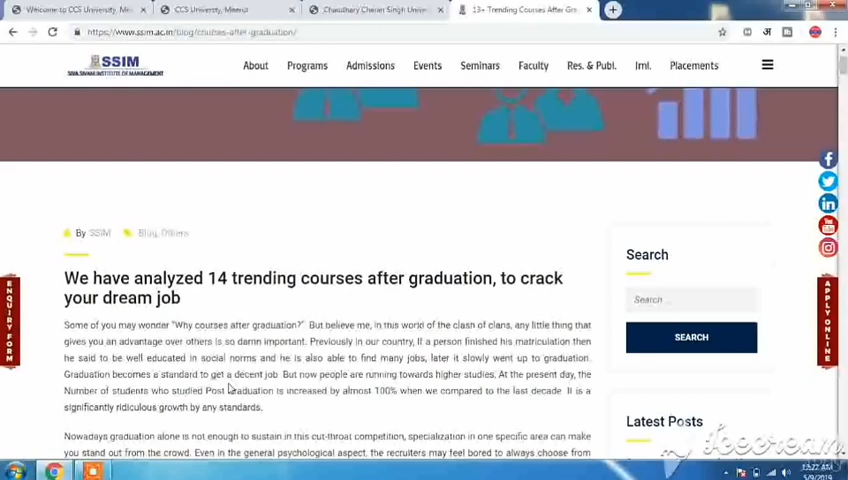 Welcome to CCS University, Me
CCS University, Meerut
Chaudhary Charan Singh Univer
13+ Trending Courses After Gra
https://www.ssim.ac.in/blog/courses-after-graduation/
SSIM
SIVA SIVANI INSTITUTE OF MANAGEMENT
About Programs Admissions Events Seminars Faculty Res. & Publ. Intl. Placements
By SSIM Blog, Others
We have analyzed 14 trending courses after graduation, to crack
your dream job
Some of you may wonder "Why courses after graduation?" But believe me, in this world of the clash of clans, any little thing that
gives you an advantage over others is so damn important. Previously in our country, If a person finished his matriculation then
he said to be well educated in social norms and he is also able to find many jobs, later it slowly went up to graduation.
Graduation becomes a standard to get a decent job. But now people are running towards higher studies. At the present day, the
Number of students who studied Post Graduation is increased by almost 100% when we compared to the last decade. It is a
significantly ridiculous growth by any standards.
Nowadays graduation alone is not enough to sustain in this cut-throat competition, specialization in one specific area can make
you stand out from the crowd. Even in the general psychological aspect, the recruiters may feel bored to always choose from
Search
Search ...
SEARCH
Latest Posts
ENQUIRY FORM
APPLY ONLINE
icecream
5/9/2019